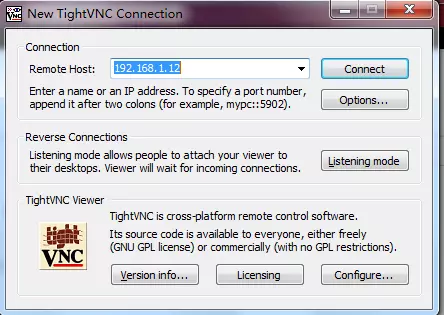 New TightVNC Connection
Connection
Remote Host: 192.168.1.12 Connect
Enter a name or an IP address. To specify a port number,
append it after two colons (for example, mypc::5902).
Options...
Reverse Connections
Listening mode allows people to attach your viewer to
their desktops. Viewer will wait for incoming connections.
Listening mode
TightVNC Viewer
TightVNC is cross-platform remote control software.
Its source code is available to everyone, either freely
(GNU GPL license) or commercially (with no GPL restrictions).
tight
VNC
Version info... Licensing Configure...